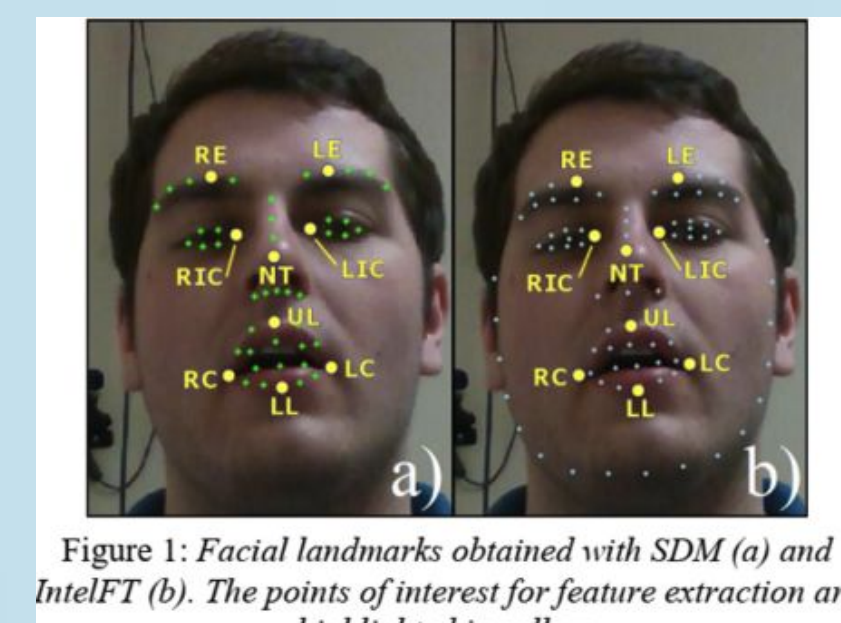 RE LE RE LE
RIC NT LIC RIC NT LIC
UL UL
RC LC RC LC
LL LL
a) b)
Figure 1: Facial landmarks obtained with SDM (a) and
IntelFT (b). The points of interest for feature extraction